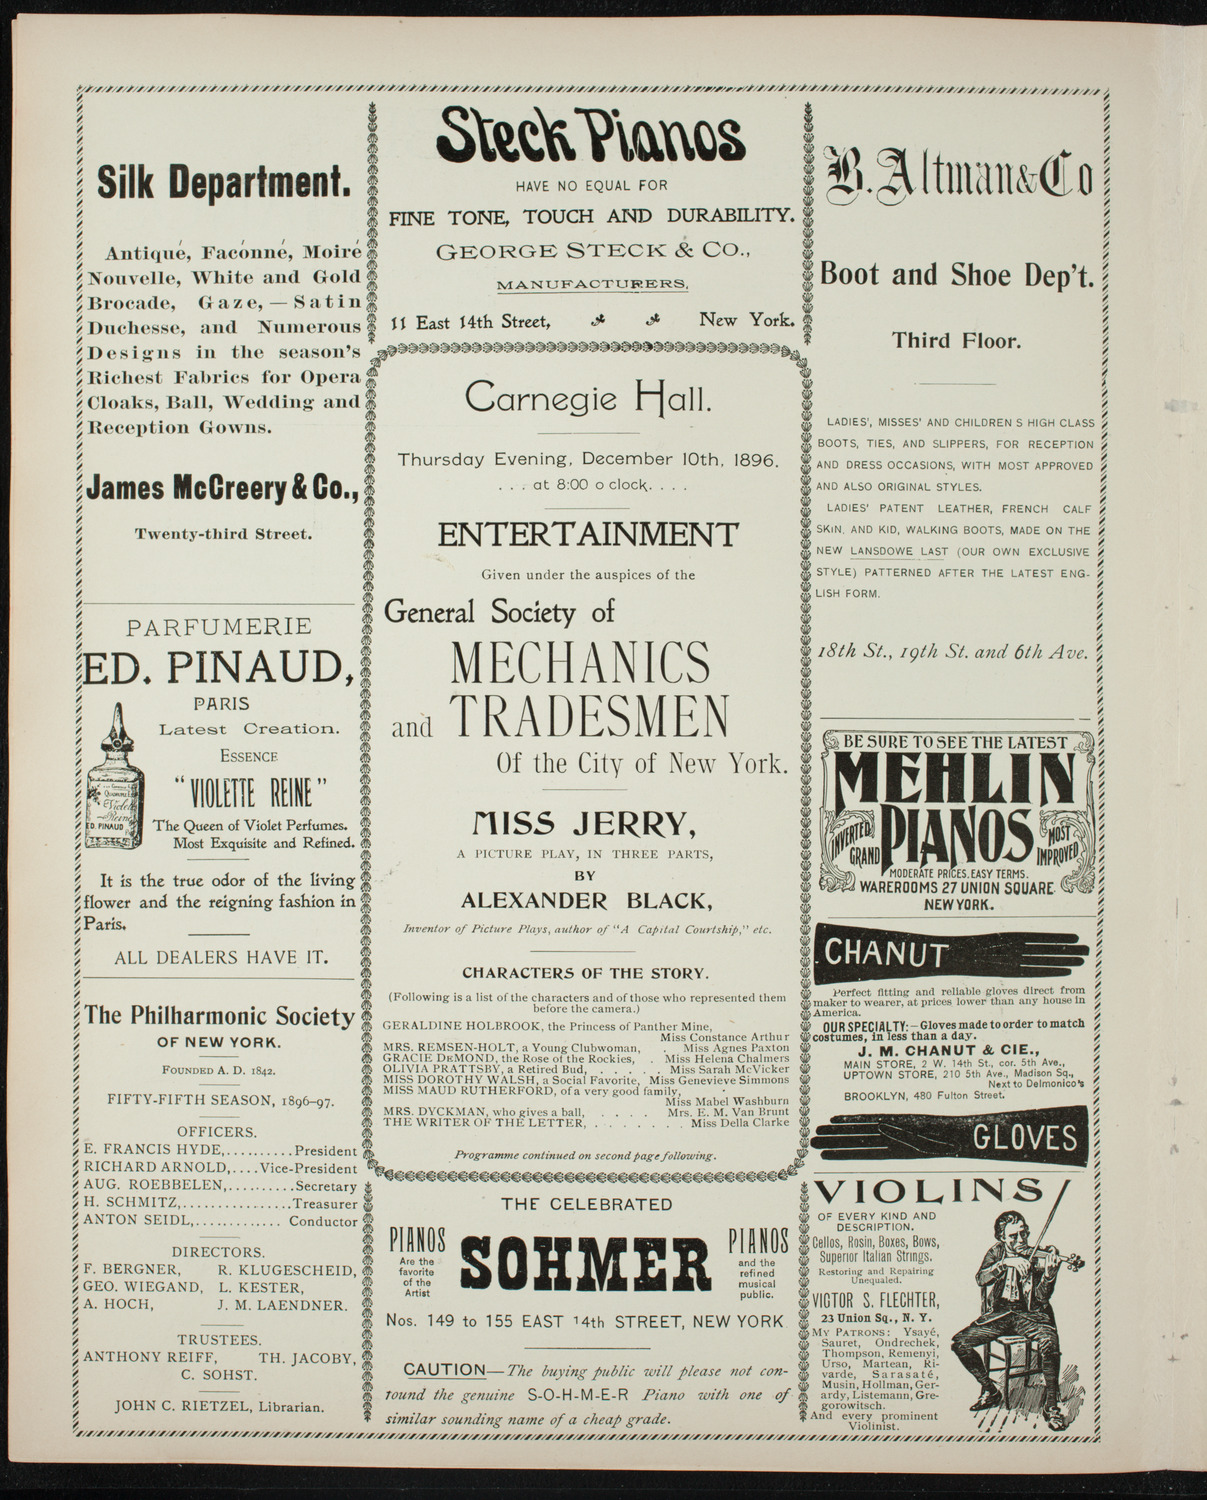 Silk Department.
Antiqué, Faconné, Moiré
Nouvelle, White and Gold
Brocade, Gaze, — Satin
Duchesse, and Numerous
Designs in the season's
Richest Fabrics for Opera
Cloaks, Ball, Wedding and
Reception Gowns.
James McCreery & Co.,
Twenty-third Street.
PARFUMERIE
ED. PINAUD,
PARIS
Latest Creation.
ESSENCE
"VIOLETTE REINE"
The Queen of Violet Perfumes.
Most Exquisite and Refined.
ED. PINAUD
It is the true odor of the living
flower and the reigning fashion in
Paris.
ALL DEALERS HAVE IT.
The Philharmonic Society
OF NEW YORK.
FOUNDED A. D. 1842.
FIFTY-FIFTH SEASON, 1896-97.
OFFICERS.
E. FRANCIS HYDE,..........President
RICHARD ARNOLD,....Vice-President
AUG. ROEBBELEN,..........Secretary
H. SCHMITZ,................Treasurer
ANTON SEIDL,............. Conductor
DIRECTORS.
F. BERGNER, R. KLUGESCHEID,
GEO. WIEGAND, L. KESTER,
A. HOCH, J. M. LAENDNER.
TRUSTEES.
ANTHONY REIFF, TH. JACOBY,
C. SOHST.
JOHN C. RIETZEL, Librarian.
Steck Pianos
HAVE NO EQUAL FOR
FINE TONE, TOUCH AND DURABILITY.
GEORGE STECK & CO.,
MANUFACTURERS,
11 East 14th Street, New York.
Carnegie Hall.
Thursday Evening, December 10th, 1896.
. . . at 8:00 o clock. . . .
ENTERTAINMENT
Given under the auspices of the
General Society of
MECHANICS
and TRADESMEN
Of the City of New York.
MISS JERRY,
A PICTURE PLAY, IN THREE PARTS,
BY
ALEXANDER BLACK,
Inventor of Picture Plays, author of "A Capital Courtship," etc.
CHARACTERS OF THE STORY.
(Following is a list of the characters and of those who represented them
before the camera.)
GERALDINE HOLBROOK, the Princess of Panther Mine,
Miss Constance Arthur
MRS. REMSEN-HOLT, a Young Clubwoman, . Miss Agnes Paxton
GRACIE DEMOND, the Rose of the Rockies, . Miss Helena Chalmers
OLIVIA PRATTSBY, a Retired Bud, . . . . . Miss Sarah McVicker
MISS DOROTHY WALSH, a Social Favorite, Miss Genevieve Simmons
MISS MAUD RUTHERFORD, of a very good family,
Miss Mabel Washburn
MRS. DYCKMAN, who gives a ball, . . . . Mrs. E. M. Van Brunt
THE WRITER OF THE LETTER, . . . . . . . Miss Della Clarke
Programme continued on second page following.
THE CELEBRATED
PIANOS
Are the
favorite
of the
Artist
SOHMER
PIANOS
and the
refined
musical
public.
Nos. 149 to 155 EAST 14th STREET, NEW YORK
CAUTION—The buying public will please not con-
found the genuine S-O-H-M-E-R Piano with one of
similar sounding name of a cheap grade.
B. Altman & Co
Boot and Shoe Dep't.
Third Floor.
LADIES', MISSES' AND CHILDREN S HIGH CLASS
BOOTS, TIES, AND SLIPPERS, FOR RECEPTION
AND DRESS OCCASIONS, WITH MOST APPROVED
AND ALSO ORIGINAL STYLES.
LADIES' PATENT LEATHER, FRENCH CALF
SKIN, AND KID, WALKING BOOTS, MADE ON THE
NEW LANSDOWE LAST (OUR OWN EXCLUSIVE
STYLE) PATTERNED AFTER THE LATEST ENG-
LISH FORM.
18th St., 19th St. and 6th Ave.
BE SURE TO SEE THE LATEST
MEHLIN
PIANOS
INVERTED GRAND
MOST IMPROVED
MODERATE PRICES. EASY TERMS.
WAREROOMS 27 UNION SQUARE
NEW YORK.
CHANUT
Perfect fitting and reliable gloves direct from
maker to wearer, at prices lower than any house in
America.
OUR SPECIALTY:—Gloves made to order to match
costumes, in less than a day.
J. M. CHANUT & CIE.,
MAIN STORE, 2 W. 14th St., cor. 5th Ave.,
UPTOWN STORE, 210 5th Ave., Madison Sq.,
Next to Delmonico's
BROOKLYN, 480 Fulton Street.
GLOVES
VIOLINS
OF EVERY KIND AND
DESCRIPTION.
Cellos, Rosin, Boxes, Bows,
Superior Italian Strings.
Restoring and Repairing
Unequaled.
VICTOR S. FLECHTER,
23 Union Sq., N. Y.
MY PATRONS: Ysayé,
Sauret, Ondrechek,
Thompson, Remenyi,
Urso, Martean, Ri-
varde, Sarasaté,
Musin, Hollman, Ger-
ardy, Listemann, Gre-
gorowitsch.
And every prominent
Violinist.